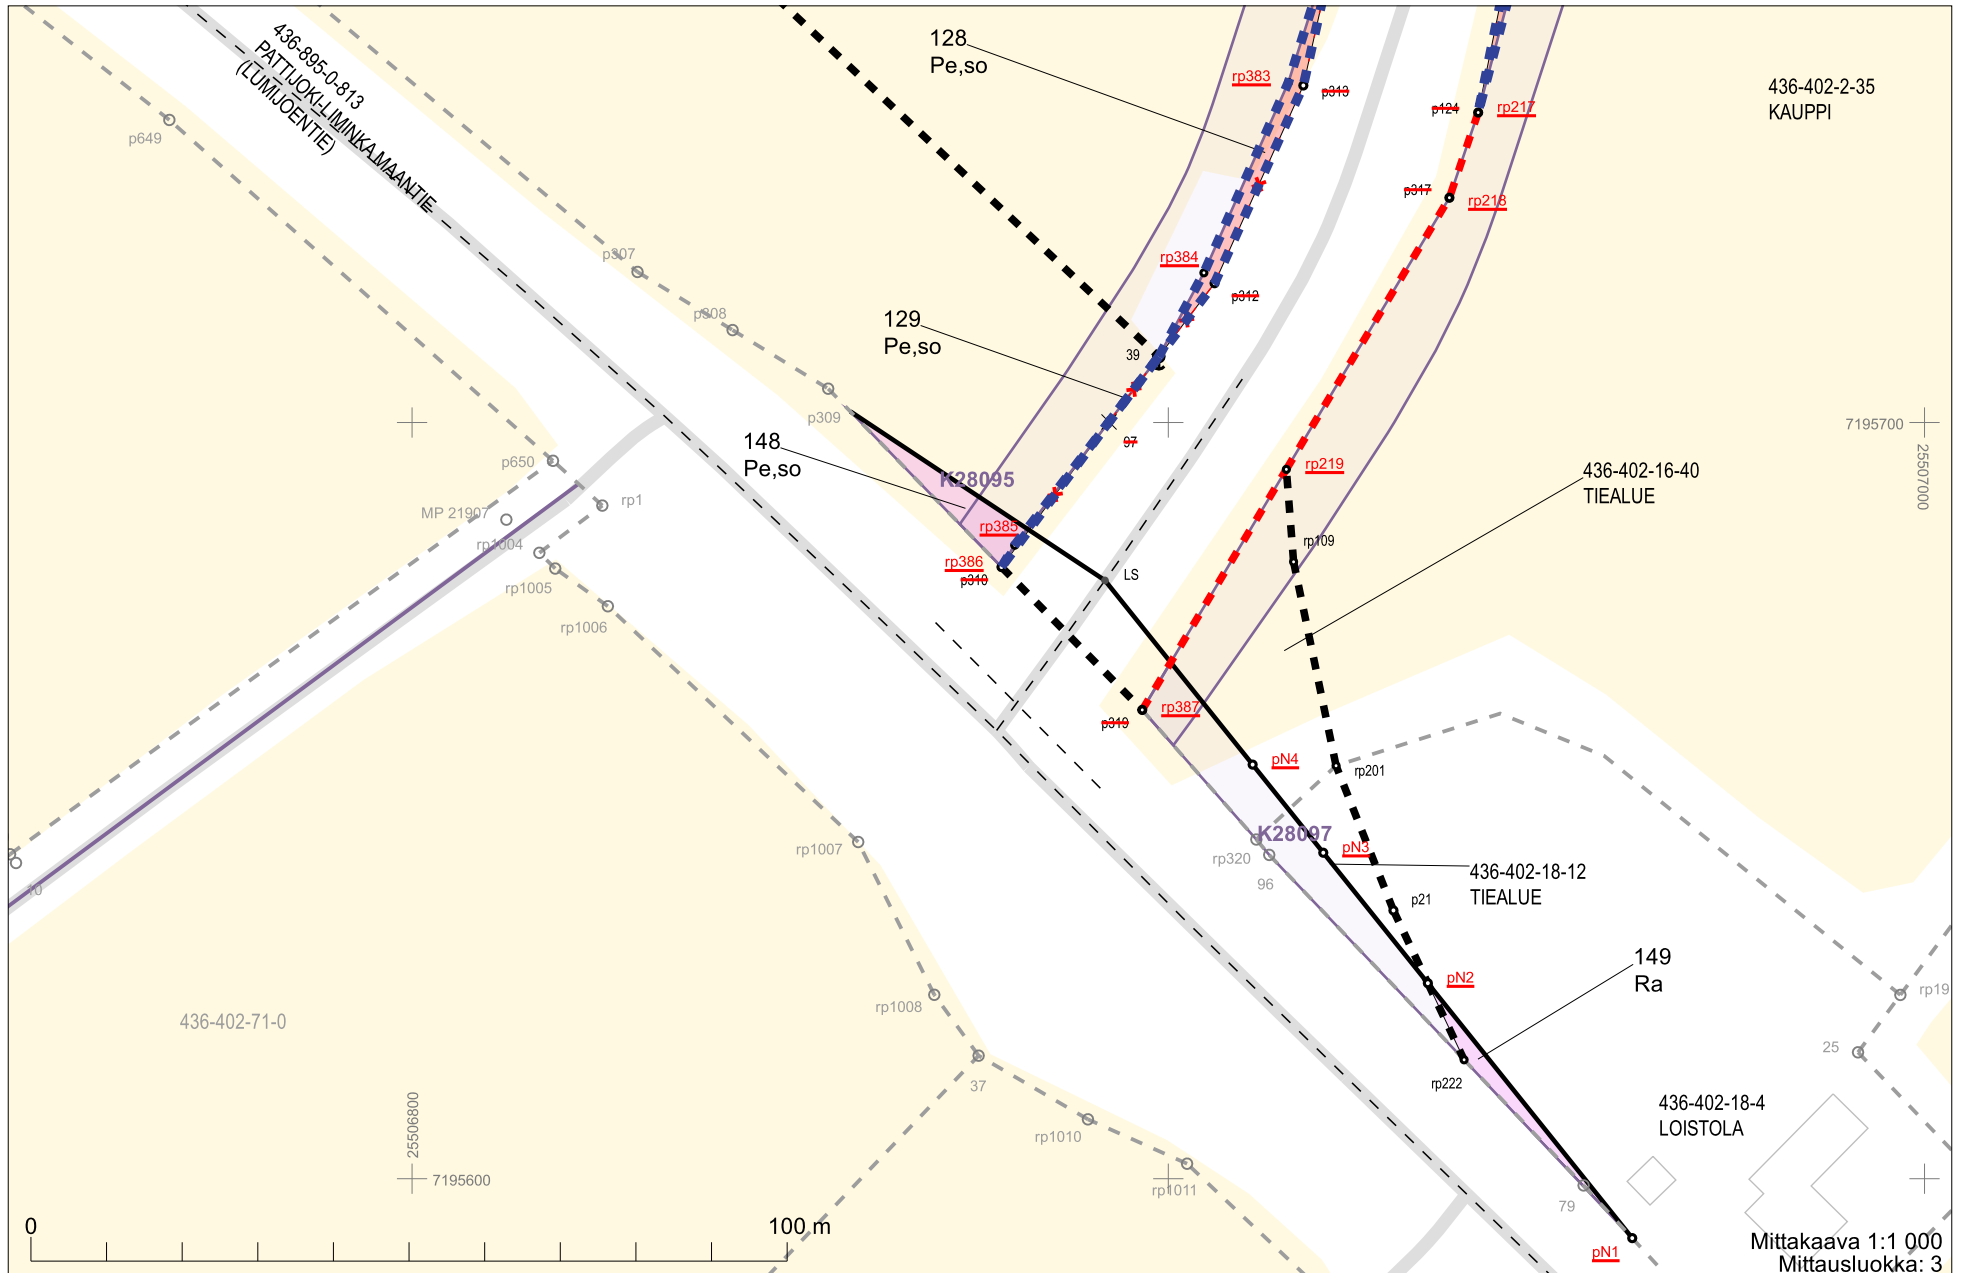 436-895-0-813
PATTIJOKI-LIMINKA MAANTIE
(LUMIJOENTIE)
128
Pe,so
rp383
p313
p124
rp217
436-402-2-35
KAUPPI
p649
p317
rp218
p307
rp384
p312
p308
129
Pe,so
39
p309
97
7195700
25507000
148
Pe,so
p650
K28095
rp219
436-402-16-40
TIEALUE
MP 21907
rp1
rp1004
rp385
rp109
rp386
p310
LS
rp1005
rp1006
p319
rp387
pN4
rp201
K28097
rp1007
rp320
pN3
96
436-402-18-12
TIEALUE
10
p21
149
Ra
pN2
rp1008
rp19
436-402-71-0
25
37
rp222
25506800
436-402-18-4
LOISTOLA
rp1010
7195600
rp1011
79
0
100 m
pN1
Mittakaava 1:1 000
Mittausluokka: 3